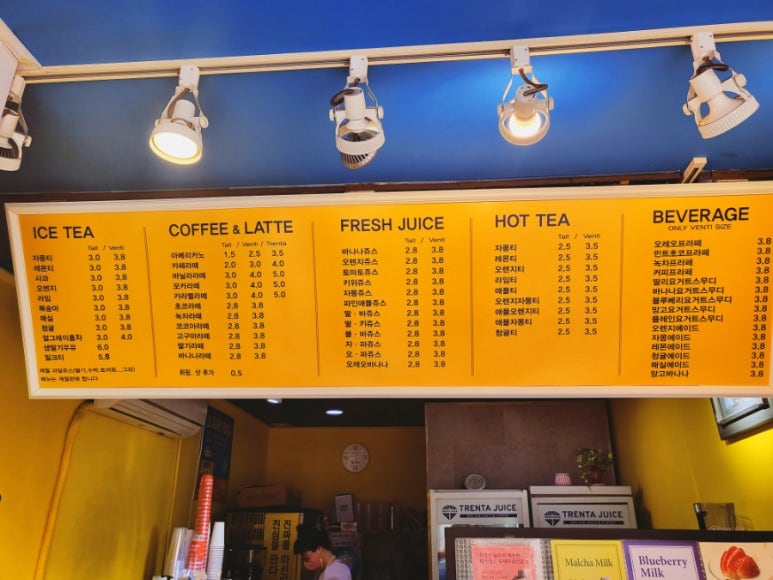 ICE TEA
Tall / Venti
자몽티 3.0 3.8
레몬티 3.0 3.8
사과 3.0 3.8
오렌지 3.0 3.8
라임 3.0 3.8
복숭아 3.0 3.8
매실 3.0 3.8
청귤 3.0 3.8
얼그레이홍차 3.0 4.0
생딸기우유 6.0
밀크티 5.8
메뉴는 계절판매 합니다
COFFEE & LATTE
Tall / Venti / Trenta
아메리카노 1.5 2.5 3.5
카페라떼 2.0 3.0 4.0
바닐라라떼 3.0 4.0 5.0
모카라떼 3.0 4.0 5.0
카라멜라떼 3.0 4.0 5.0
초코라떼 2.8 3.8
녹차라떼 2.8 3.8
코코아라떼 2.8 3.8
고구마라떼 2.8 3.8
딸기라떼 2.8 3.8
바나나라떼 2.8 3.8
휘핑, 샷 추가 0.5
FRESH JUICE
Tall / Venti
바나나쥬스 2.8 3.8
오렌지쥬스 2.8 3.8
토마토쥬스 2.8 3.8
키위쥬스 2.8 3.8
자몽쥬스 2.8 3.8
파인애플쥬스 2.8 3.8
딸 · 바쥬스 2.8 3.8
딸 · 키쥬스 2.8 3.8
블 · 바쥬스 2.8 3.8
자 · 파쥬스 2.8 3.8
오 · 파쥬스 2.8 3.8
오레오바나나 2.8 3.8
HOT TEA
Tall / Venti
자몽티 2.5 3.5
레몬티 2.5 3.5
오렌지티 2.5 3.5
라임티 2.5 3.5
애플티 2.5 3.5
오렌지자몽티 2.5 3.5
애플오렌지티 2.5 3.5
애플자몽티 2.5 3.5
청귤티 2.5 3.5
BEVERAGE
ONLY VENTI SIZE
오레오프라페 3.8
민트초코프라페 3.8
녹차프라페 3.8
커피프라페 3.8
딸리요거트스무디 3.8
바나나요거트스무디 3.8
블루베리요거트스무디 3.8
망고요거트스무디 3.8
플레인요거트스무디 3.8
오렌지에이드 3.8
자몽에이드 3.8
레몬에이드 3.8
청귤에이드 3.8
매실에이드 3.8
망고바나나 3.8
TRENTA JUICE
TRENTA JUICE
Malcha Milk
Blueberry
Milk